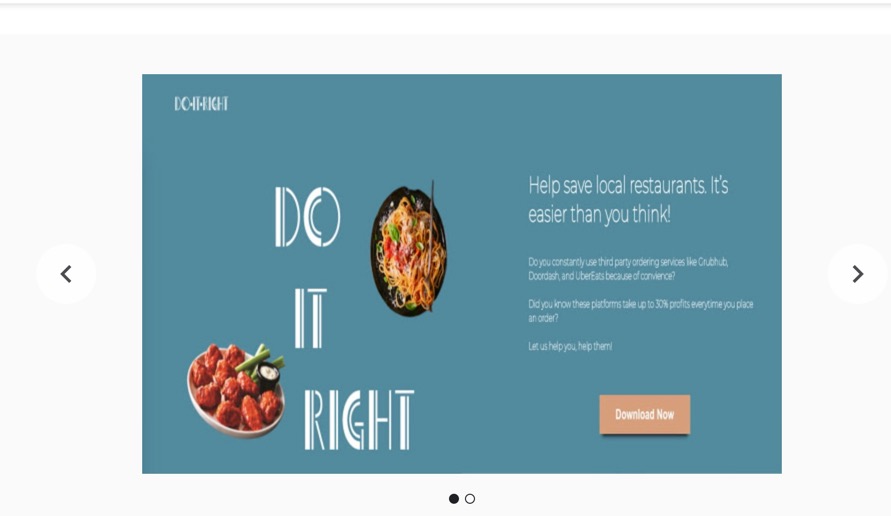 DO•IT•RIGHT
DO
IT
RIGHT
Help save local restaurants. It's
easier than you think!
Do you constantly use third party ordering services like Grubhub,
Doordash, and UberEats because of convience?
Did you know these platforms take up to 30% profits everytime you place
an order?
Let us help you, help them!
Download Now